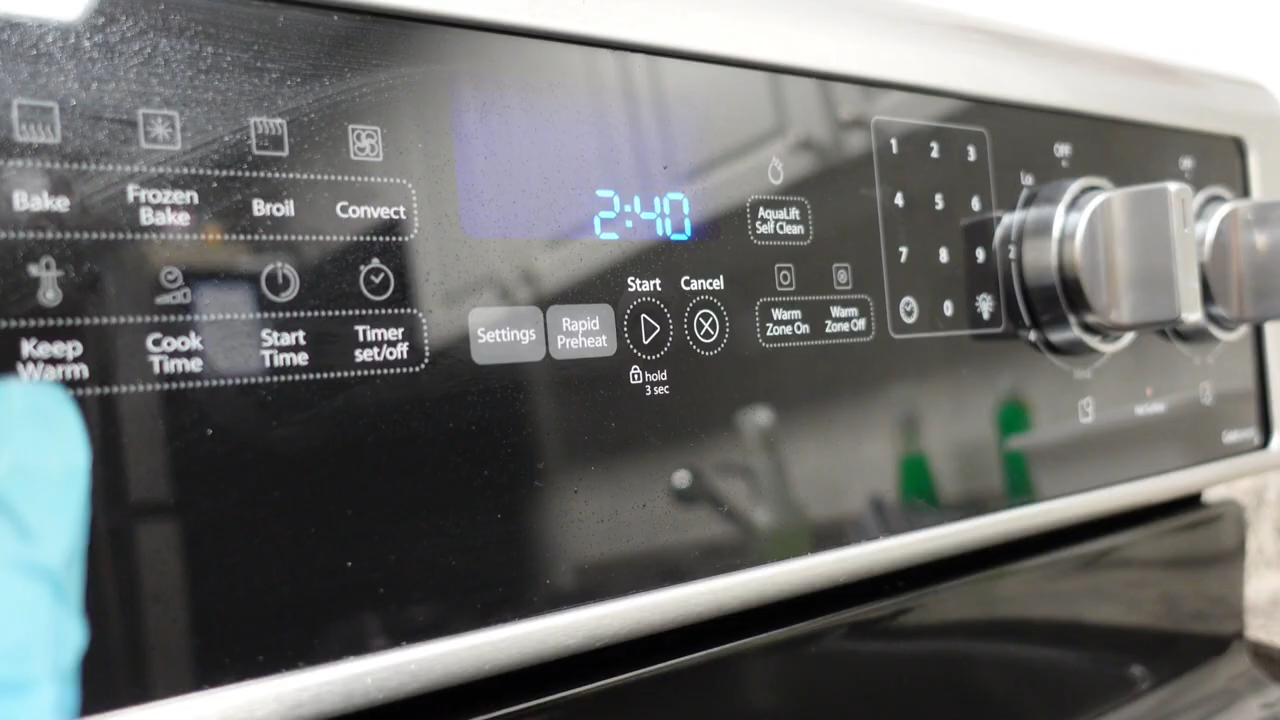 Bake
Frozen
Bake
Broil
Convect
Keep
Warm
Cook
Time
Start
Time
Timer
set/off
2:40
Settings
Rapid
Preheat
Start
Cancel
hold
3 sec
AquaLift
Self Clean
Warm
Zone On
Warm
Zone Off
1 2 3
4 5 6
7 8 9
0
OFF
Lo
2
OFF